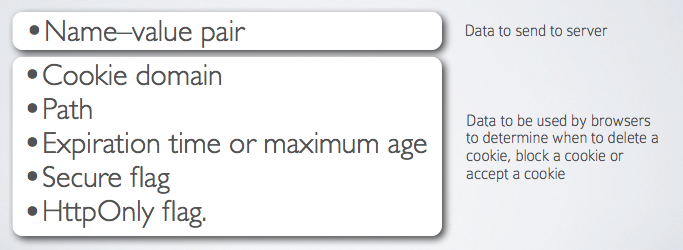 •Name–value pair
Data to send to server
•Cookie domain
•Path
•Expiration time or maximum age
•Secure flag
•HttpOnly flag.
Data to be used by browsers
to determine when to delete a
cookie, block a cookie or
accept a cookie